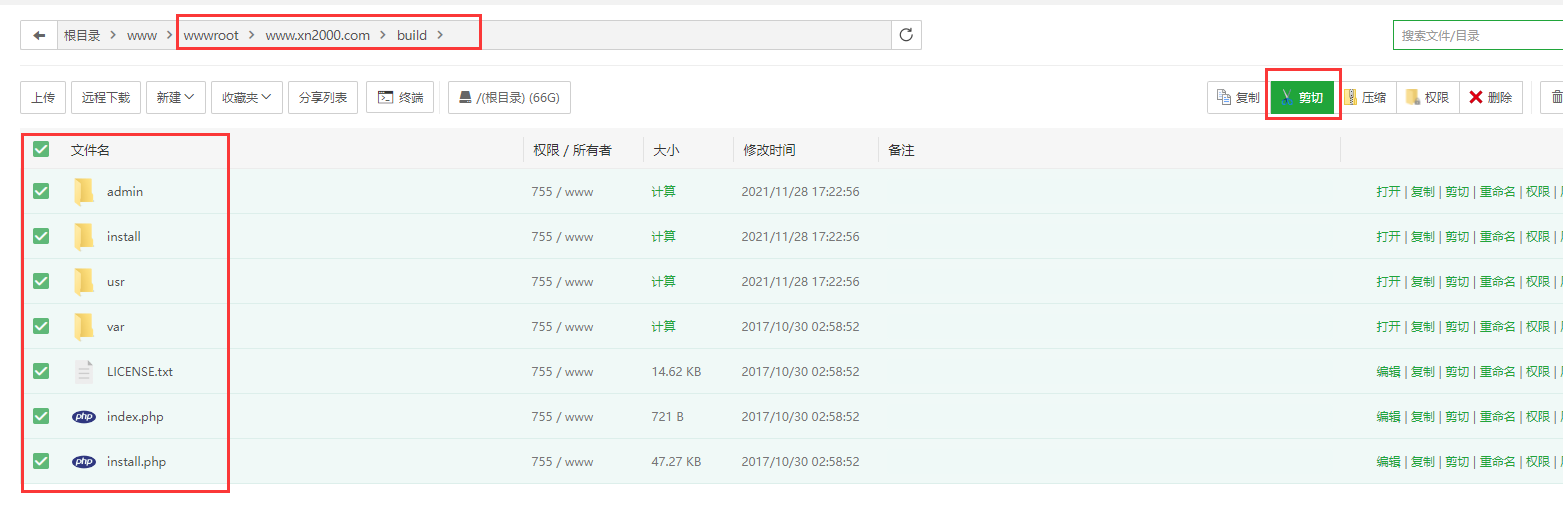 根目录 > www > wwwroot > www.xn2000.com > build >
搜索文件/目录
上传 远程下载 新建 收藏夹 分享列表 终端 /(根目录) (66G) 复制 剪切 压缩 权限 删除
文件名 权限 / 所有者 大小 修改时间 备注
admin 755 / www 计算 2021/11/28 17:22:56 打开 | 复制 | 剪切 | 重命名 | 权限 |
install 755 / www 计算 2021/11/28 17:22:56 打开 | 复制 | 剪切 | 重命名 | 权限 |
usr 755 / www 计算 2021/11/28 17:22:56 打开 | 复制 | 剪切 | 重命名 | 权限 |
var 755 / www 计算 2017/10/30 02:58:52 打开 | 复制 | 剪切 | 重命名 | 权限 |
LICENSE.txt 755 / www 14.62 KB 2017/10/30 02:58:52 编辑 | 复制 | 剪切 | 重命名 | 权限 |
php index.php 755 / www 721 B 2017/10/30 02:58:52 编辑 | 复制 | 剪切 | 重命名 | 权限 |
php install.php 755 / www 47.27 KB 2017/10/30 02:58:52 编辑 | 复制 | 剪切 | 重命名 | 权限 |